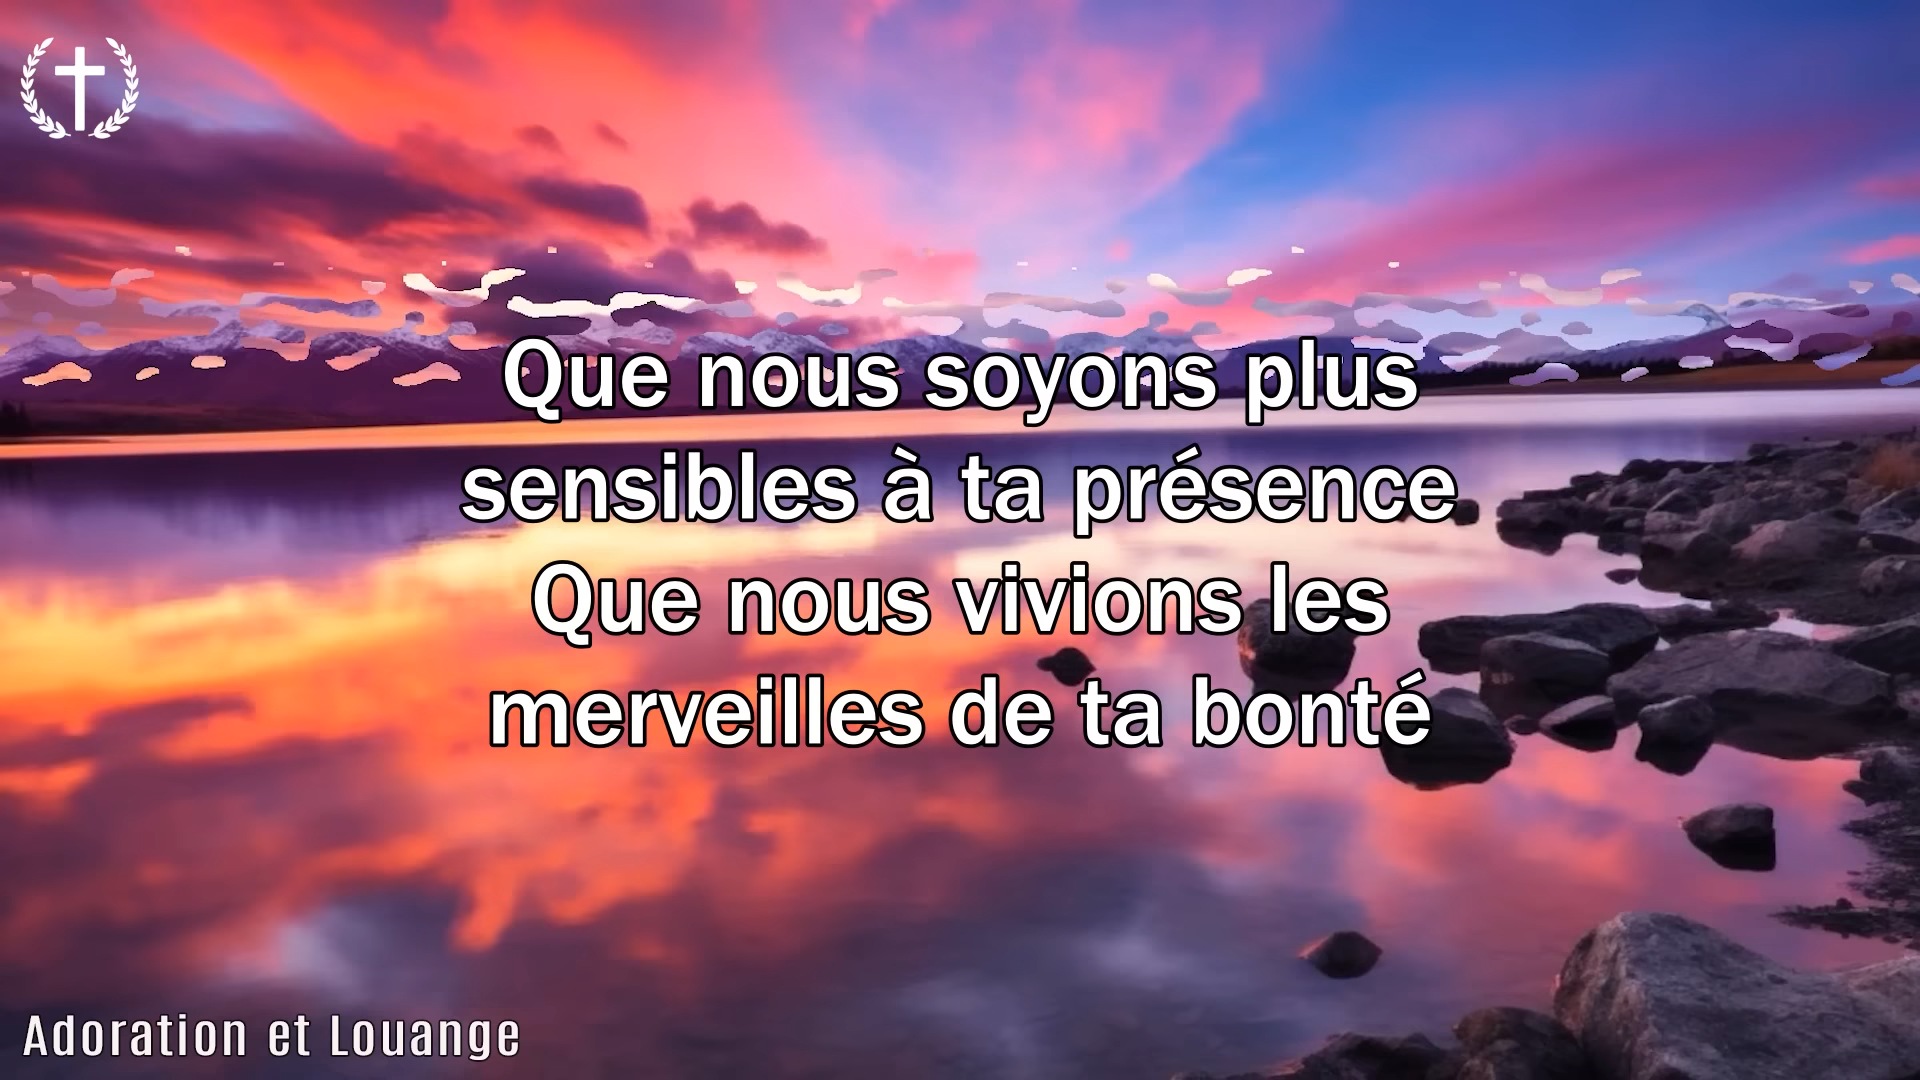 Que nous soyons plus
sensibles à ta présence
Que nous vivions les
merveilles de ta bonté
Adoration et Louange